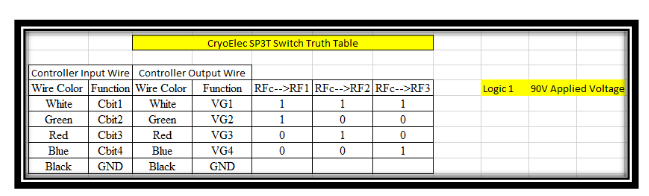 CryoElec SP3T Switch Truth Table
Controller Input Wire Controller Output Wire
Wire Color Function Wire Color Function RFc-->RF1 RFc-->RF2 RFc-->RF3 Logic 1 90V Applied Voltage
White Cbit1 White VG1 1 1 1
Green Cbit2 Green VG2 1 0 0
Red Cbit3 Red VG3 0 1 0
Blue Cbit4 Blue VG4 0 0 1
Black GND Black GND